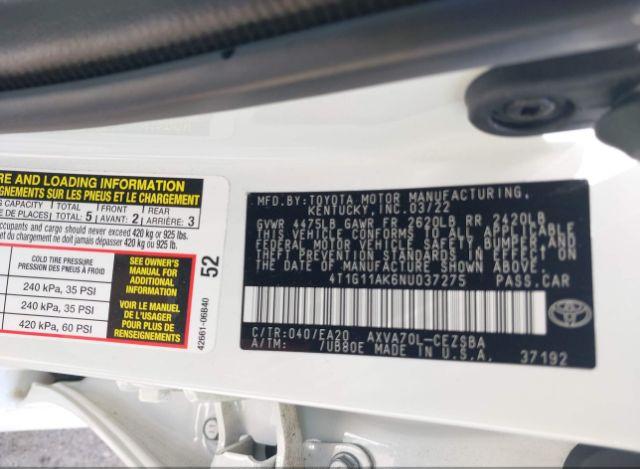 RE AND LOADING INFORMATION
GNEMENTS SUR LES PNEUS ET LE CHARGEMENT
G CAPACITY TOTAL 5 FRONT 2 REAR 3
DE PLACES: TOTAL: AVANT: ARRIÈRE:
ccupants and cargo should never exceed 420 kg or 925 lbs.
et du chargement ne doit jamais dépasser 420 kg ou 925 lb.
COLD TIRE PRESSURE
PRESSION DES PNEUS À FROID
240 kPa, 35 PSI
240 kPa, 35 PSI
420 kPa, 60 PSI
SEE OWNER'S
MANUAL FOR
ADDITIONAL
INFORMATION
VOIR LE MANUEL
DE L'USAGER
POUR PLUS DE
RENSEIGNEMENTS
52
42661-06840
MFD.BY: TOYOTA MOTOR MANUFACTURING,
KENTUCKY, INC. 03/22
GVWR 4475LB GAWR FR 2620LB RR 2420LB
THIS VEHICLE CONFORMS TO ALL APPLICABLE
FEDERAL MOTOR VEHICLE SAFETY, BUMPER, AND
THEFT PREVENTION STANDARDS IN EFFECT ON
THE DATE OF MANUFACTURE SHOWN ABOVE.
4T1G11AK6NU037275 PASS.CAR
C/TR:040/EA20 AXVA70L-CEZSBA
A/TM: /UB80E MADE IN U.S.A. 37192
TOYOTA